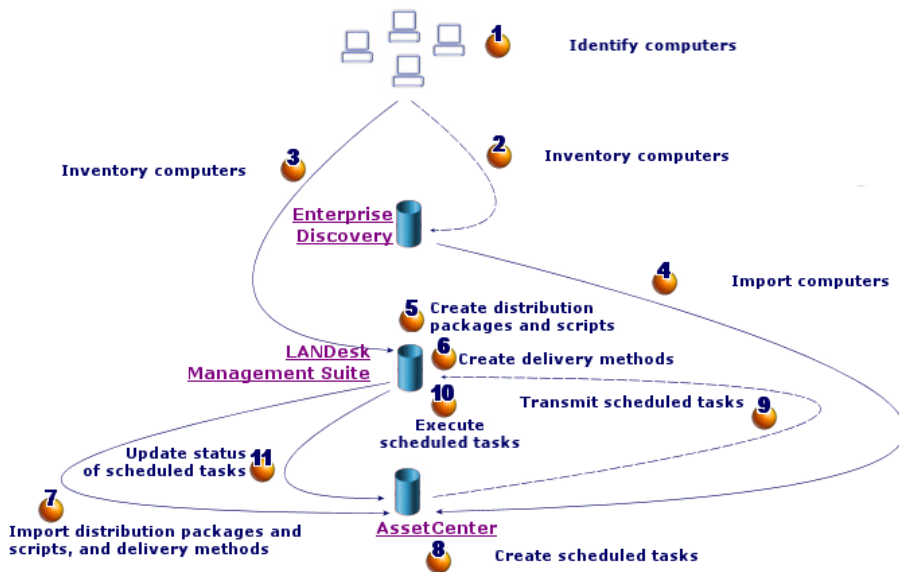 1
Identify computers
2
Inventory computers
3
Inventory computers
Enterprise
Discovery
4
Import computers
5
Create distribution
packages and scripts
6
Create delivery methods
LANDesk
Management Suite
10
Execute
scheduled tasks
Transmit scheduled tasks
9
Update status
of scheduled tasks
11
7
Import distribution packages and
scripts, and delivery methods
AssetCenter
8
Create scheduled tasks